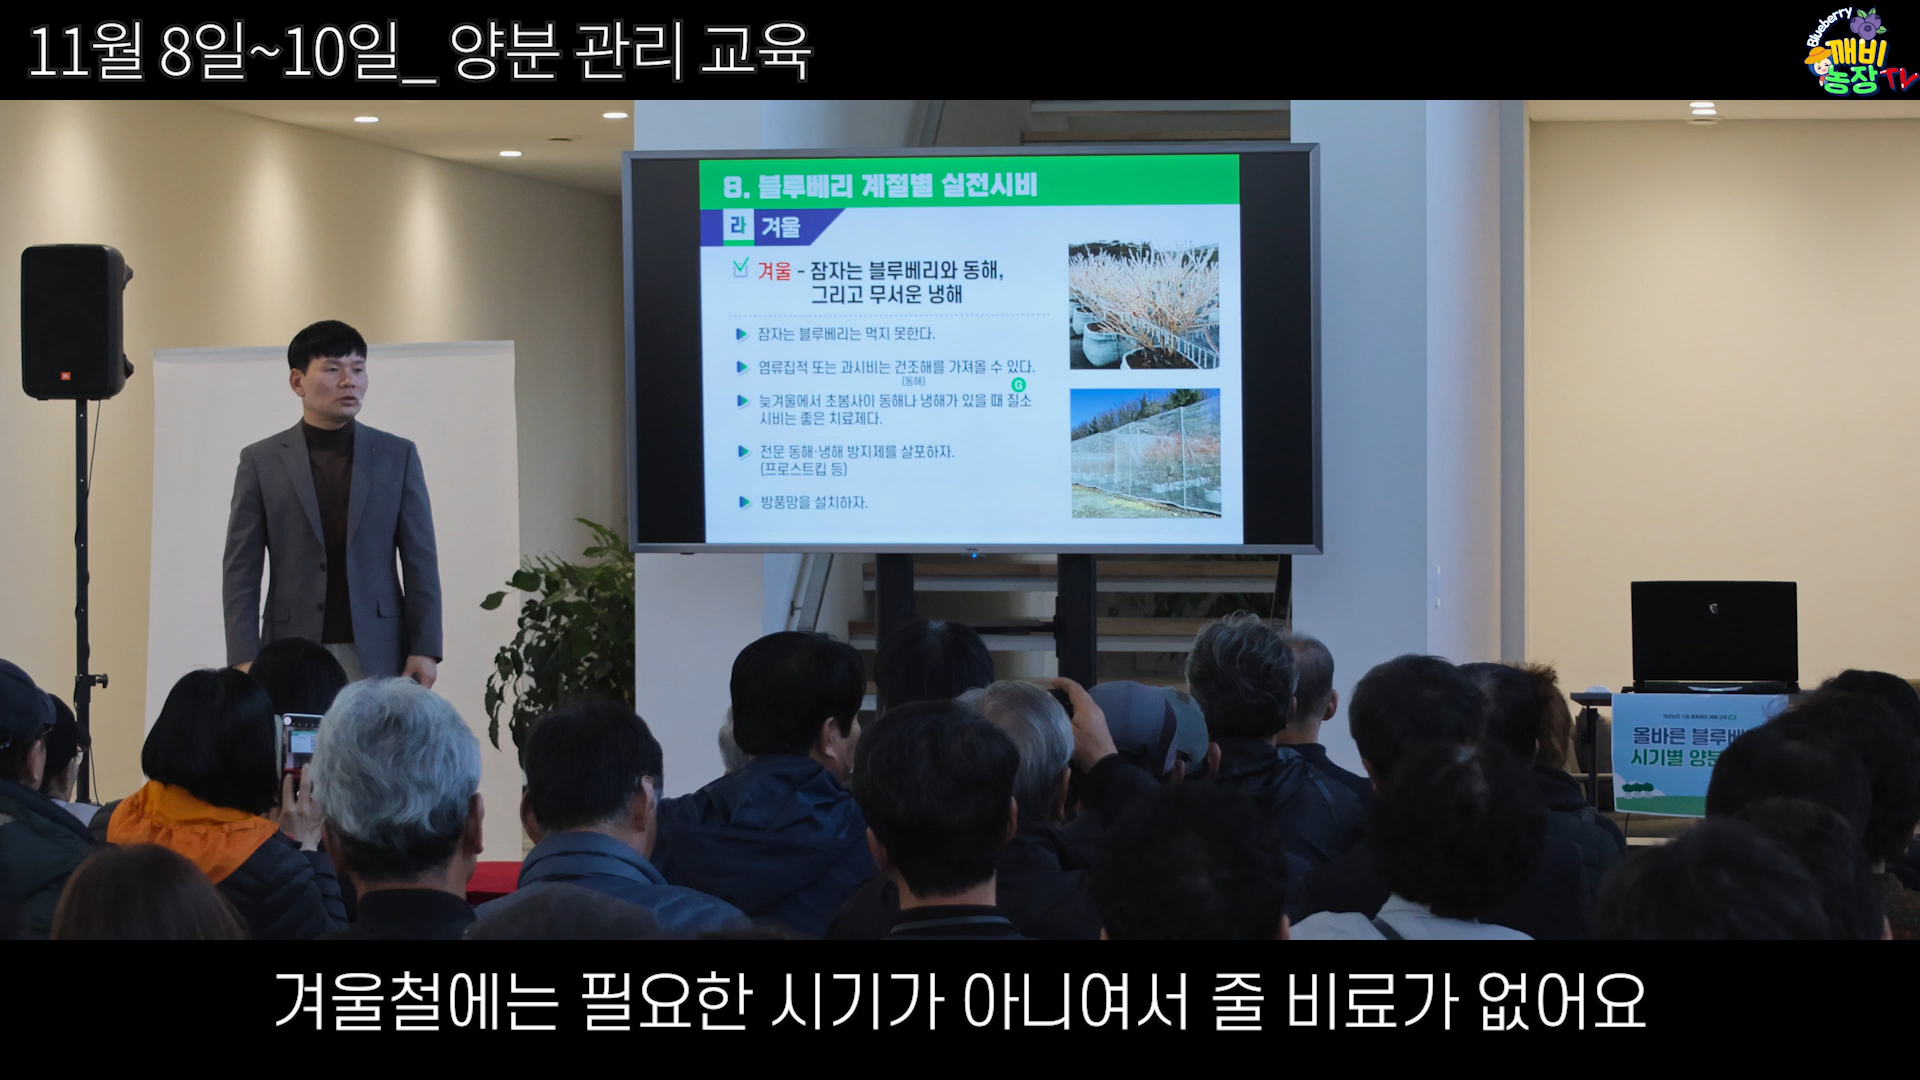 11월 8일~10일_ 양분 관리 교육
Blueberry
깨비
농장TV
8. 블루베리 계절별 실전시비
라 겨울
겨울 - 잠자는 블루베리와 동해,
그리고 무서운 냉해
잠자는 블루베리는 먹지 못한다.
염류집적 또는 과시비는 건조해를 가져올 수 있다.
(동해)
G
늦겨울에서 초봄사이 동해나 냉해가 있을 때 질소
시비는 좋은 치료제다.
전문 동해·냉해 방지제를 살포하자.
(프로스트킵 등)
방풍망을 설치하자.
올바른 블루베
시기별 양분
겨울철에는 필요한 시기가 아니여서 줄 비료가 없어요